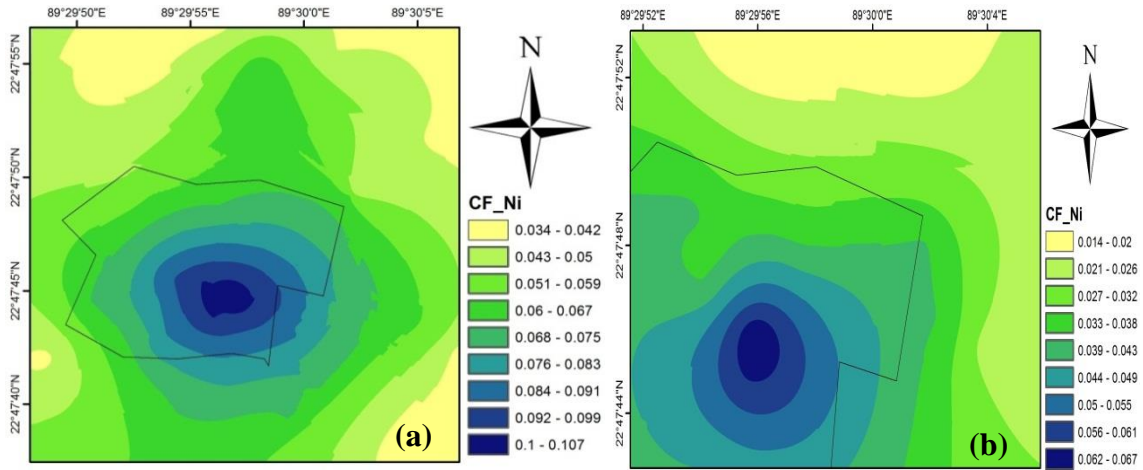 89°29'50"E 89°29'55"E 89°30'0"E 89°30'5"E
22°47'55"N
22°47'50"N
22°47'45"N
22°47'40"N
N
CF_Ni
0.034 - 0.042
0.043 - 0.05
0.051 - 0.059
0.06 - 0.067
0.068 - 0.075
0.076 - 0.083
0.084 - 0.091
0.092 - 0.099
0.1 - 0.107
(a)
89°29'52"E 89°29'56"E 89°30'0"E 89°30'4"E
22°47'52"N
22°47'48"N
22°47'44"N
N
CF_Ni
0.014 - 0.02
0.021 - 0.026
0.027 - 0.032
0.033 - 0.038
0.039 - 0.043
0.044 - 0.049
0.05 - 0.055
0.056 - 0.061
0.062 - 0.067
(b)